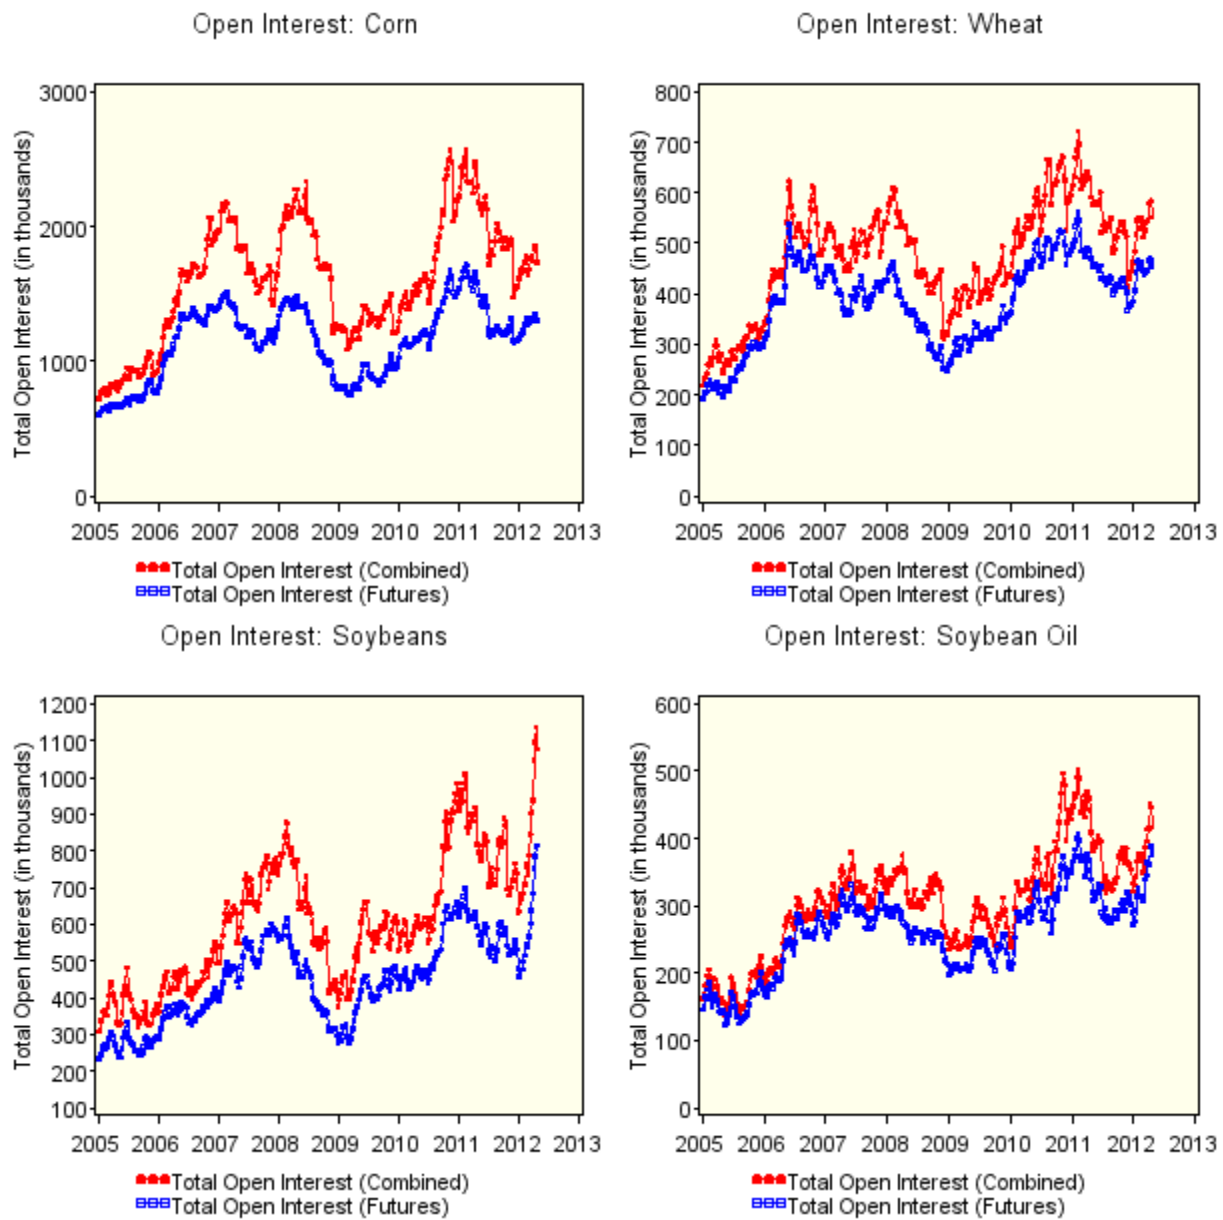 Open Interest: Corn
Total Open Interest (in thousands)
3000
2000
1000
0
2005 2006 2007 2008 2009 2010 2011 2012 2013
Total Open Interest (Combined)
Total Open Interest (Futures)
Open Interest: Wheat
Total Open Interest (in thousands)
800
700
600
500
400
300
200
100
0
2005 2006 2007 2008 2009 2010 2011 2012 2013
Total Open Interest (Combined)
Total Open Interest (Futures)
Open Interest: Soybeans
Total Open Interest (in thousands)
1200
1100
1000
900
800
700
600
500
400
300
200
100
2005 2006 2007 2008 2009 2010 2011 2012 2013
Total Open Interest (Combined)
Total Open Interest (Futures)
Open Interest: Soybean Oil
Total Open Interest (in thousands)
600
500
400
300
200
100
0
2005 2006 2007 2008 2009 2010 2011 2012 2013
Total Open Interest (Combined)
Total Open Interest (Futures)